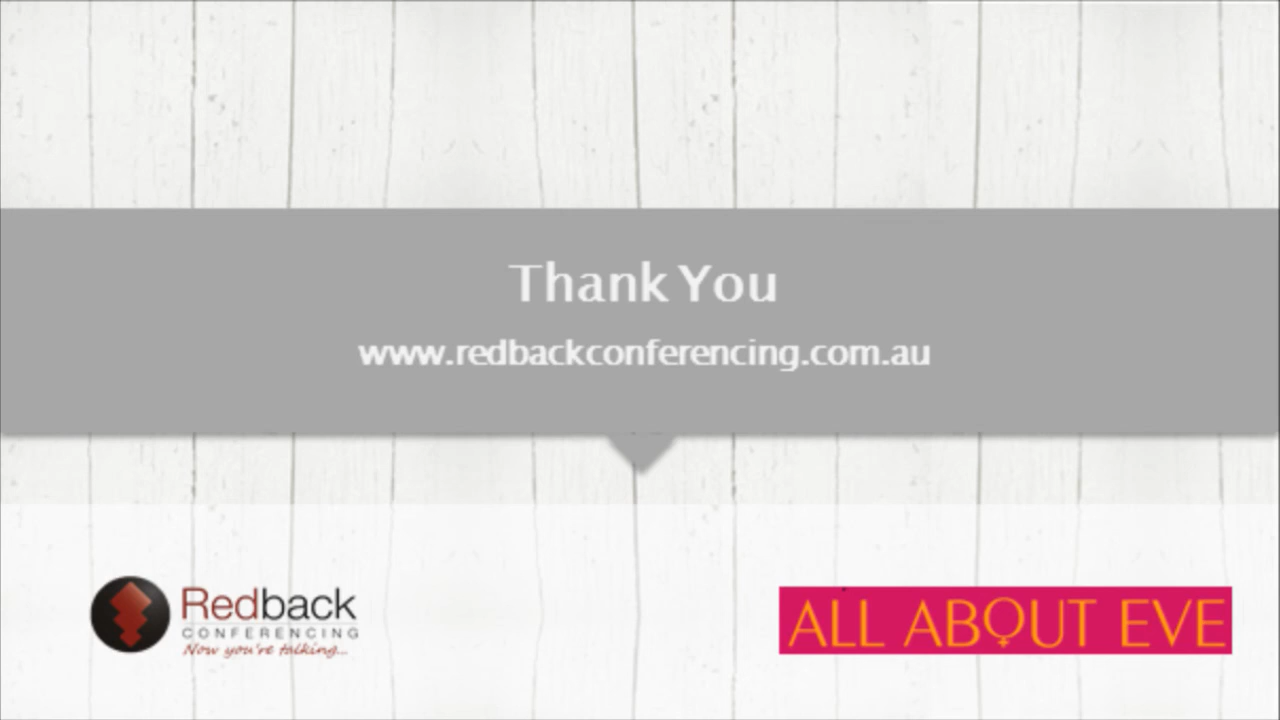 Thank You
www.redbackconferencing.com.au
Redback
CONFERENCING
Now you're talking...
ALL ABOUT EVE